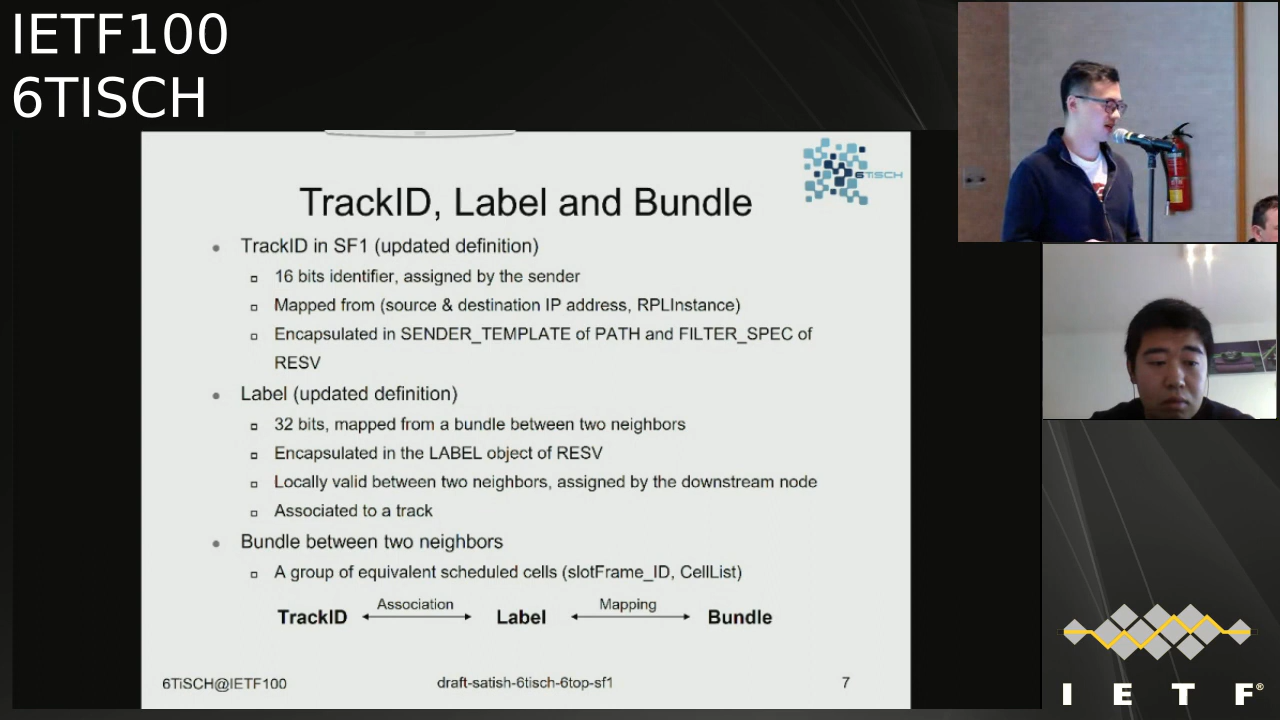 IETF100
6TISCH
6TiSCH
TrackID, Label and Bundle
TrackID in SF1 (updated definition)
16 bits identifier, assigned by the sender
Mapped from (source & destination IP address, RPLInstance)
Encapsulated in SENDER_TEMPLATE of PATH and FILTER_SPEC of
RESV
Label (updated definition)
32 bits, mapped from a bundle between two neighbors
Encapsulated in the LABEL object of RESV
Locally valid between two neighbors, assigned by the downstream node
Associated to a track
Bundle between two neighbors
A group of equivalent scheduled cells (slotFrame_ID, CellList)
TrackID Association Label Mapping Bundle
6TiSCH@IETF100 draft-satish-6tisch-6top-sf1 7
I E T F®